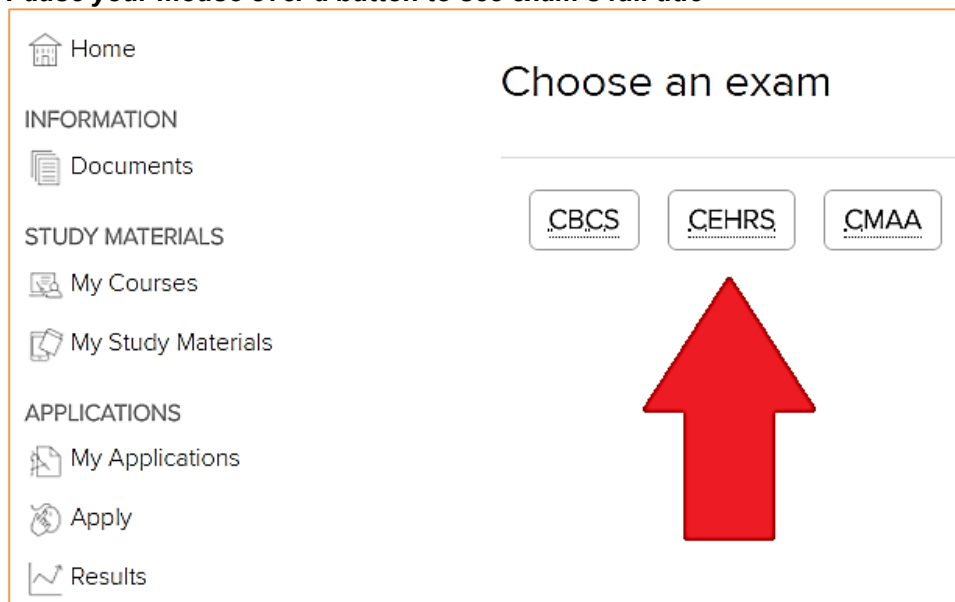 Home
INFORMATION
Documents
STUDY MATERIALS
My Courses
My Study Materials
APPLICATIONS
My Applications
Apply
Results
Choose an exam
CBCS CEHRS CMAA